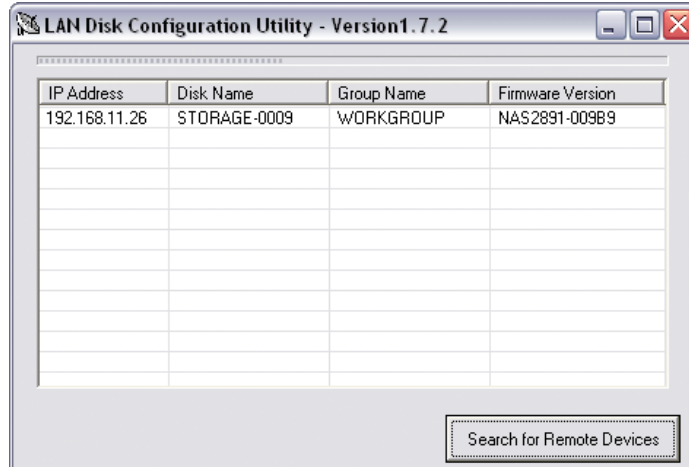 LAN Disk Configuration Utility - Version1.7.2
IP Address Disk Name Group Name Firmware Version
192.168.11.26 STORAGE-0009 WORKGROUP NAS2891-009B9
Search for Remote Devices